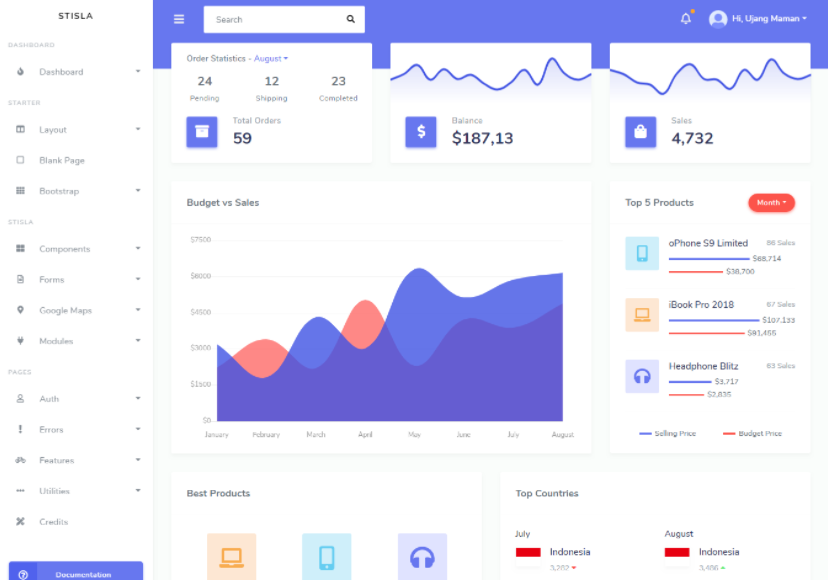 STISLA
DASHBOARD
Dashboard
STARTER
Layout
Blank Page
Bootstrap
STISLA
Components
Forms
Google Maps
Modules
PAGES
Auth
Errors
Features
Utilities
Credits
Documentation
Search
Hi, Ujang Maman
Order Statistics - August
24 12 23
Pending Shipping Completed
Total Orders
59
Balance
$187,13
Sales
4,732
Budget vs Sales
$7500
$6000
$4500
$3000
$1500
$0
January February March April May June July August
Top 5 Products
Month
oPhone S9 Limited 86 Sales
$68,714
$38,700
iBook Pro 2018 67 Sales
$107,133
$91,455
Headphone Blitz 63 Sales
$3,717
$2,835
Selling Price Budget Price
Best Products
Top Countries
July August
Indonesia Indonesia
3,282 3,486